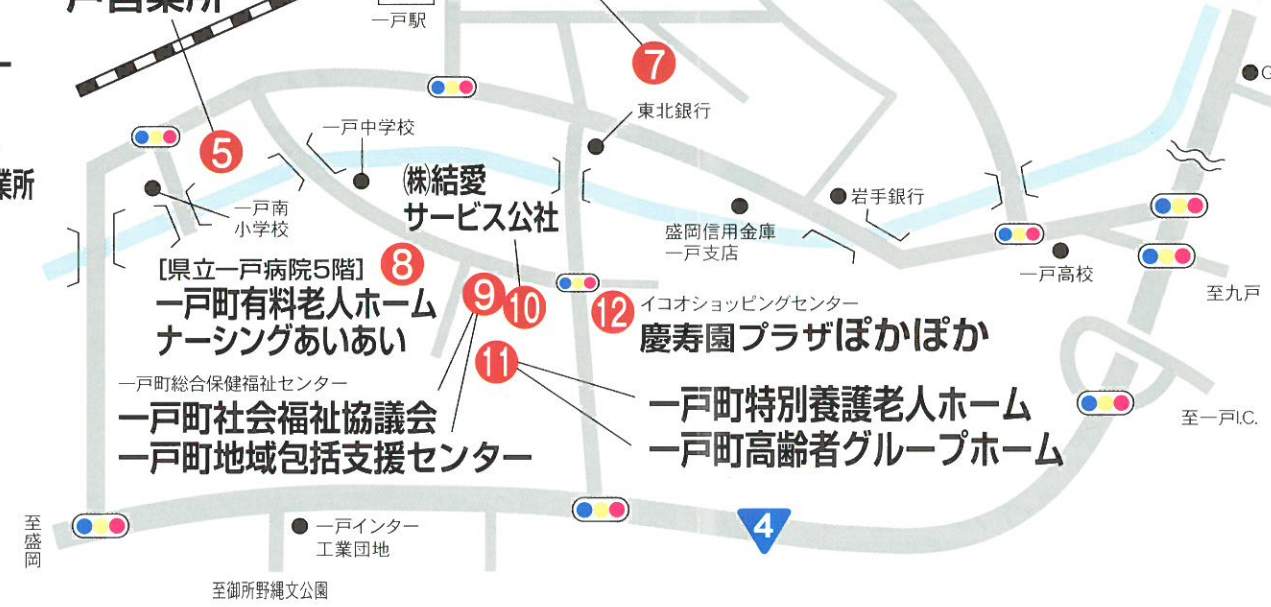 戸営業所
一戸駅
7
東北銀行
一戸中学校
5
業所
㈱結愛
サービス公社
一戸南
小学校
岩手銀行
盛岡信用金庫
一戸支店
一戸高校
至九戸
[県立一戸病院5階]
8
一戸町有料老人ホーム
ナーシングあいあい
9
10
12
イコオショッピングセンター
慶寿園プラザぽかぽか
11
一戸町総合保健福祉センター
一戸町社会福祉協議会
一戸町地域包括支援センター
一戸町特別養護老人ホーム
一戸町高齢者グループホーム
至一戸I.C.
至盛岡
一戸インター
工業団地
4
至御所野縄文公園